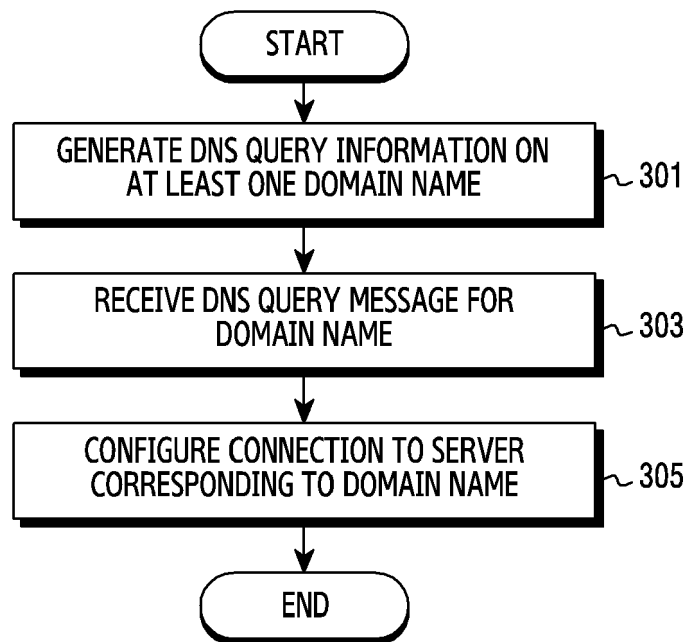 START
GENERATE DNS QUERY INFORMATION ON
AT LEAST ONE DOMAIN NAME
301
RECEIVE DNS QUERY MESSAGE FOR
DOMAIN NAME
303
CONFIGURE CONNECTION TO SERVER
CORRESPONDING TO DOMAIN NAME
305
END